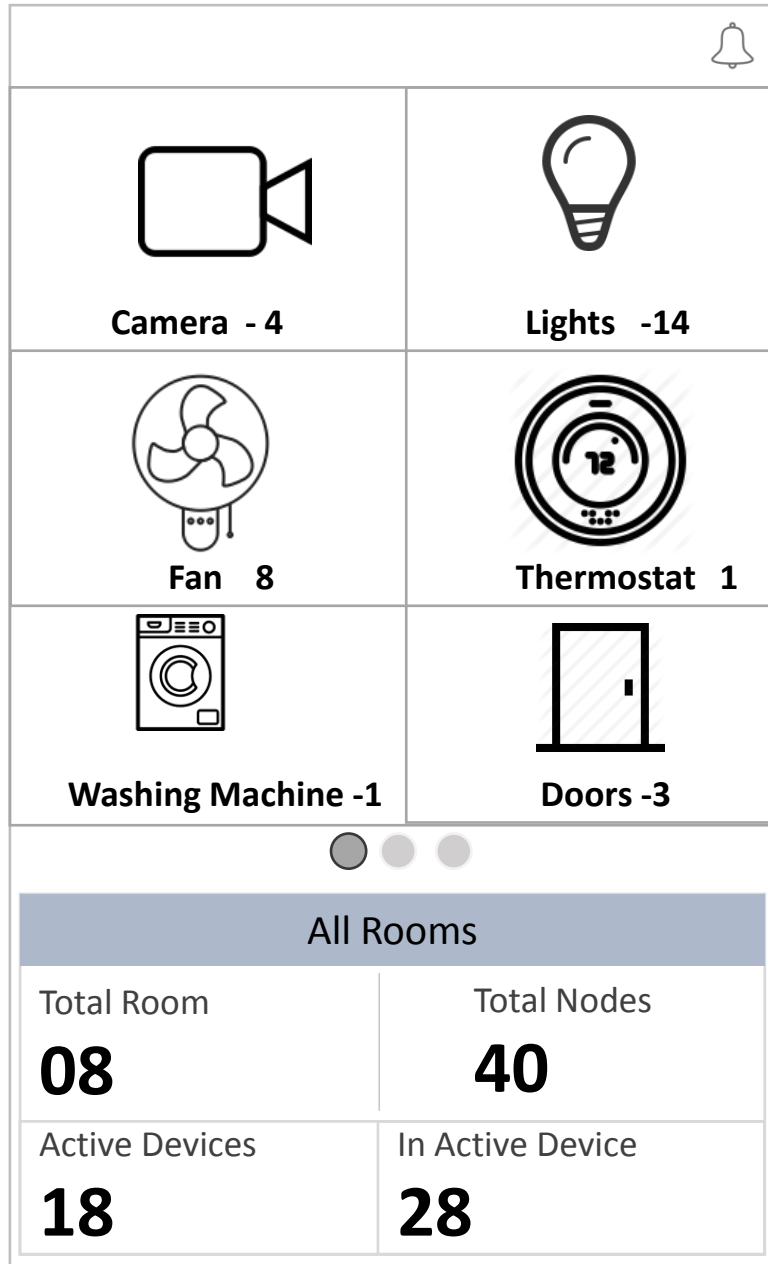 Camera - 4
Lights -14
72
Fan 8
Thermostat 1
Washing Machine -1
Doors -3
All Rooms
Total Room
Total Nodes
08
40
Active Devices
In Active Device
18
28